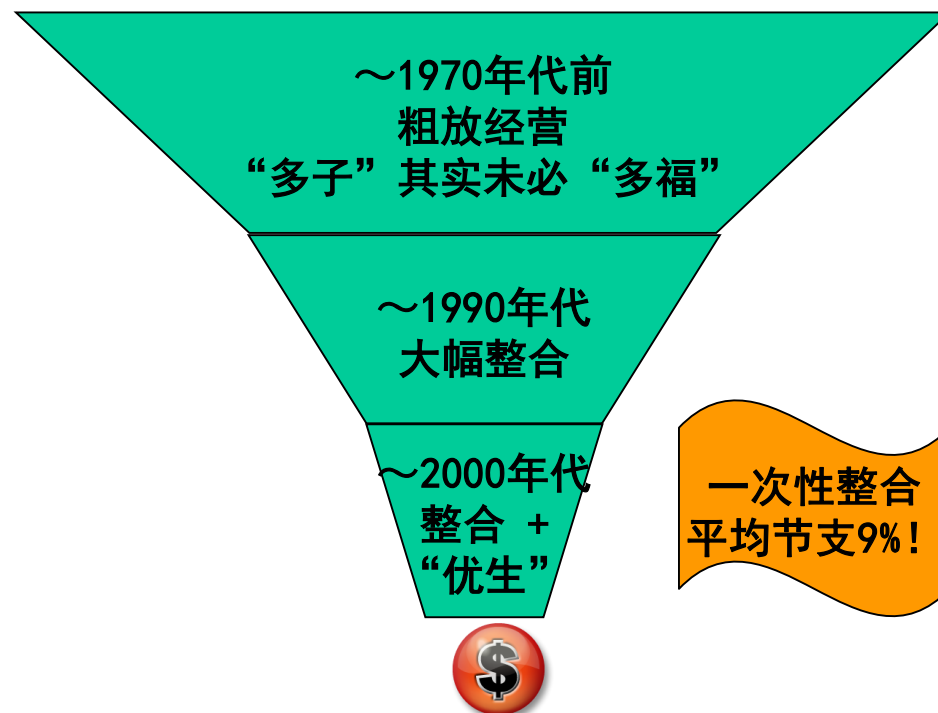 ～1970年代前
粗放经营
“多子”其实未必“多福”
～1990年代
大幅整合
～2000年代
整合 +
“优生”
一次性整合
平均节支9%!
$